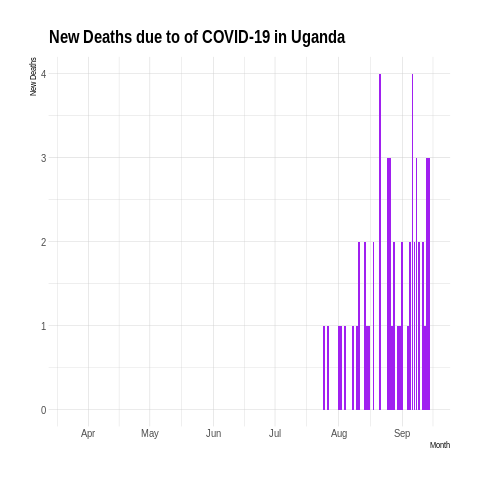 New Deaths due to of COVID-19 in Uganda
New Deaths
4
3
2
1
0
Apr May Jun Jul Aug Sep
Month